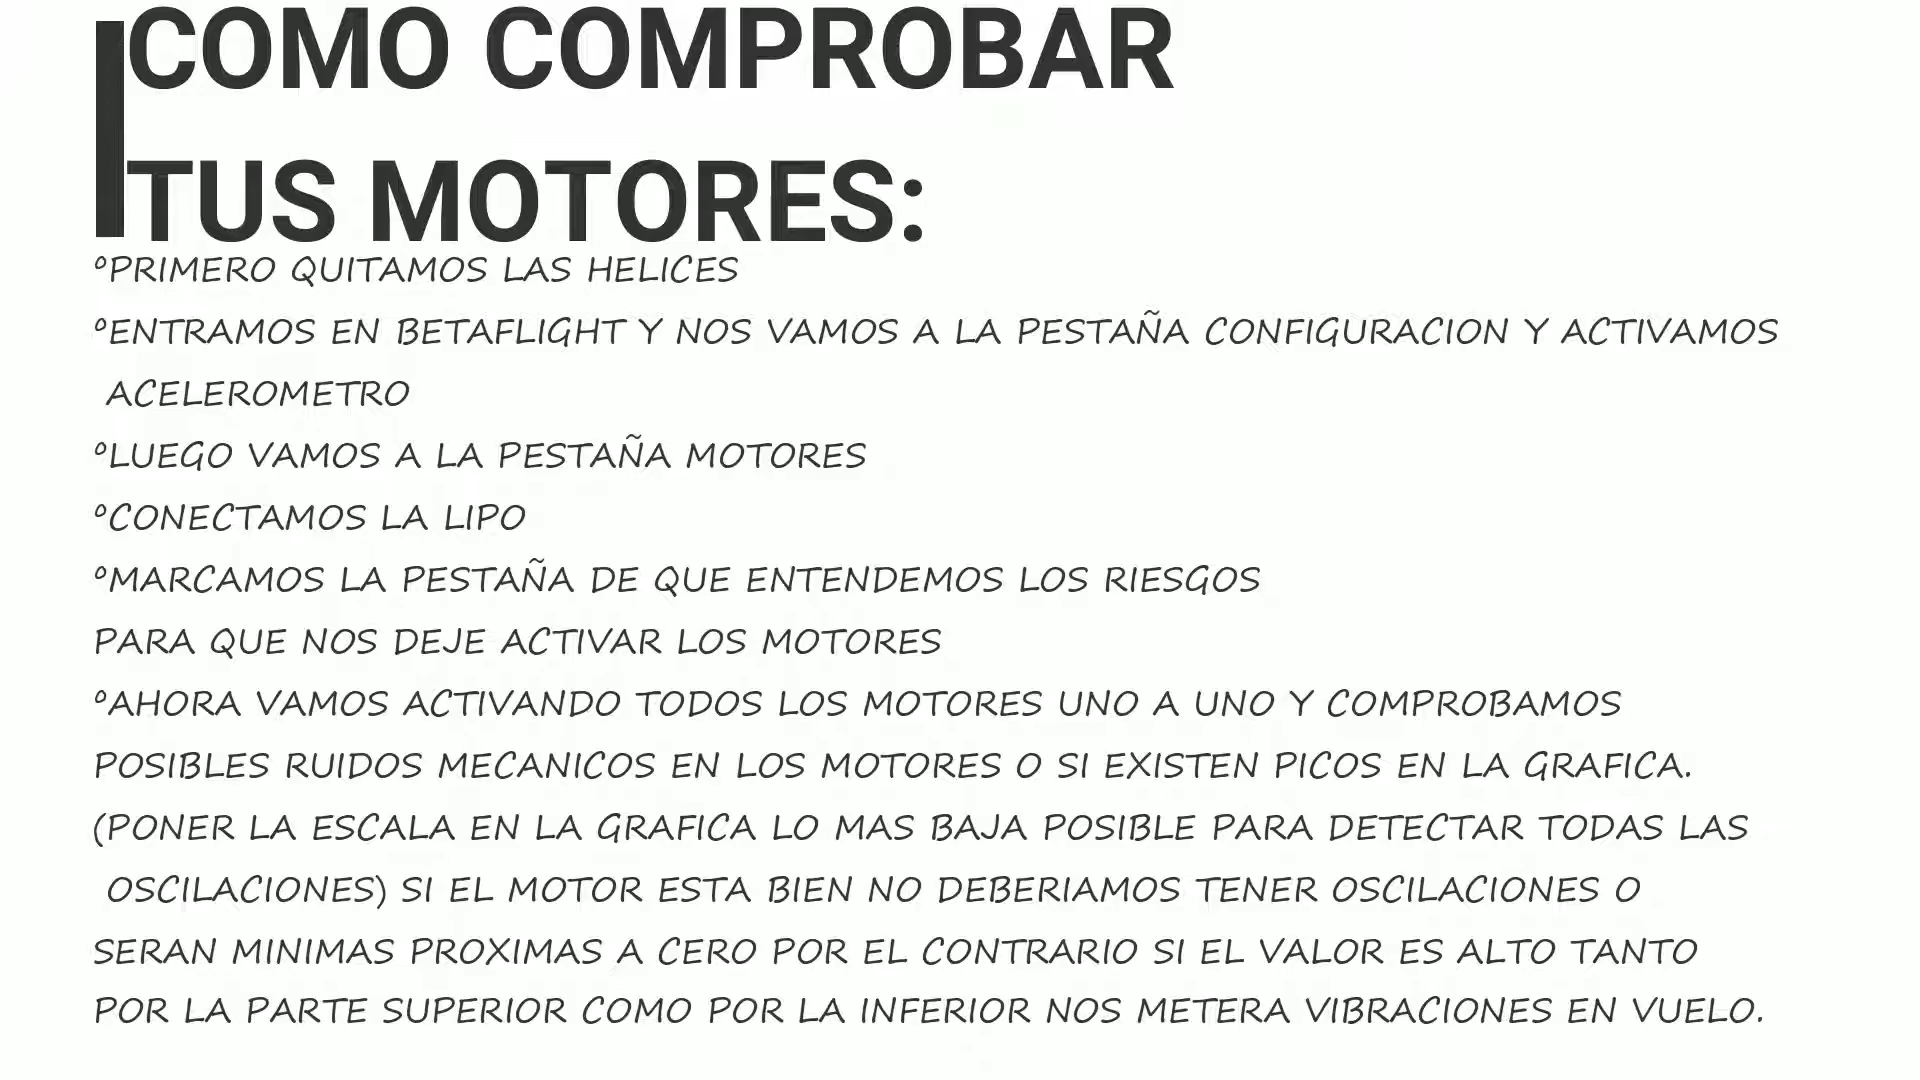 COMO COMPROBAR
TUS MOTORES:
ºPRIMERO QUITAMOS LAS HELICES
ºENTRAMOS EN BETAFLIGHT Y NOS VAMOS A LA PESTAÑA CONFIGURACION Y ACTIVAMOS
ACELEROMETRO
ºLUEGO VAMOS A LA PESTAÑA MOTORES
ºCONECTAMOS LA LIPO
ºMARCAMOS LA PESTAÑA DE QUE ENTENDEMOS LOS RIESGOS
PARA QUE NOS DEJE ACTIVAR LOS MOTORES
ºAHORA VAMOS ACTIVANDO TODOS LOS MOTORES UNO A UNO Y COMPROBAMOS
POSIBLES RUIDOS MECANICOS EN LOS MOTORES O SI EXISTEN PICOS EN LA GRAFICA.
(PONER LA ESCALA EN LA GRAFICA LO MAS BAJA POSIBLE PARA DETECTAR TODAS LAS
OSCILACIONES) SI EL MOTOR ESTA BIEN NO DEBERIAMOS TENER OSCILACIONES O
SERAN MINIMAS PROXIMAS A CERO POR EL CONTRARIO SI EL VALOR ES ALTO TANTO
POR LA PARTE SUPERIOR COMO POR LA INFERIOR NOS METERA VIBRACIONES EN VUELO.